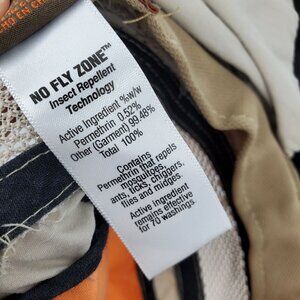 NO FLY ZONE™
Insect Repellent
Technology
Active Ingredient %w/w
Permethrin 0.52%
Other (Garment) 99.48%
Total 100%
Contains
Permethrin that repels
mosquitoes,
ants, ticks, chiggers,
flies and midges.
Active Ingredient
remains effective
for 70 washings.